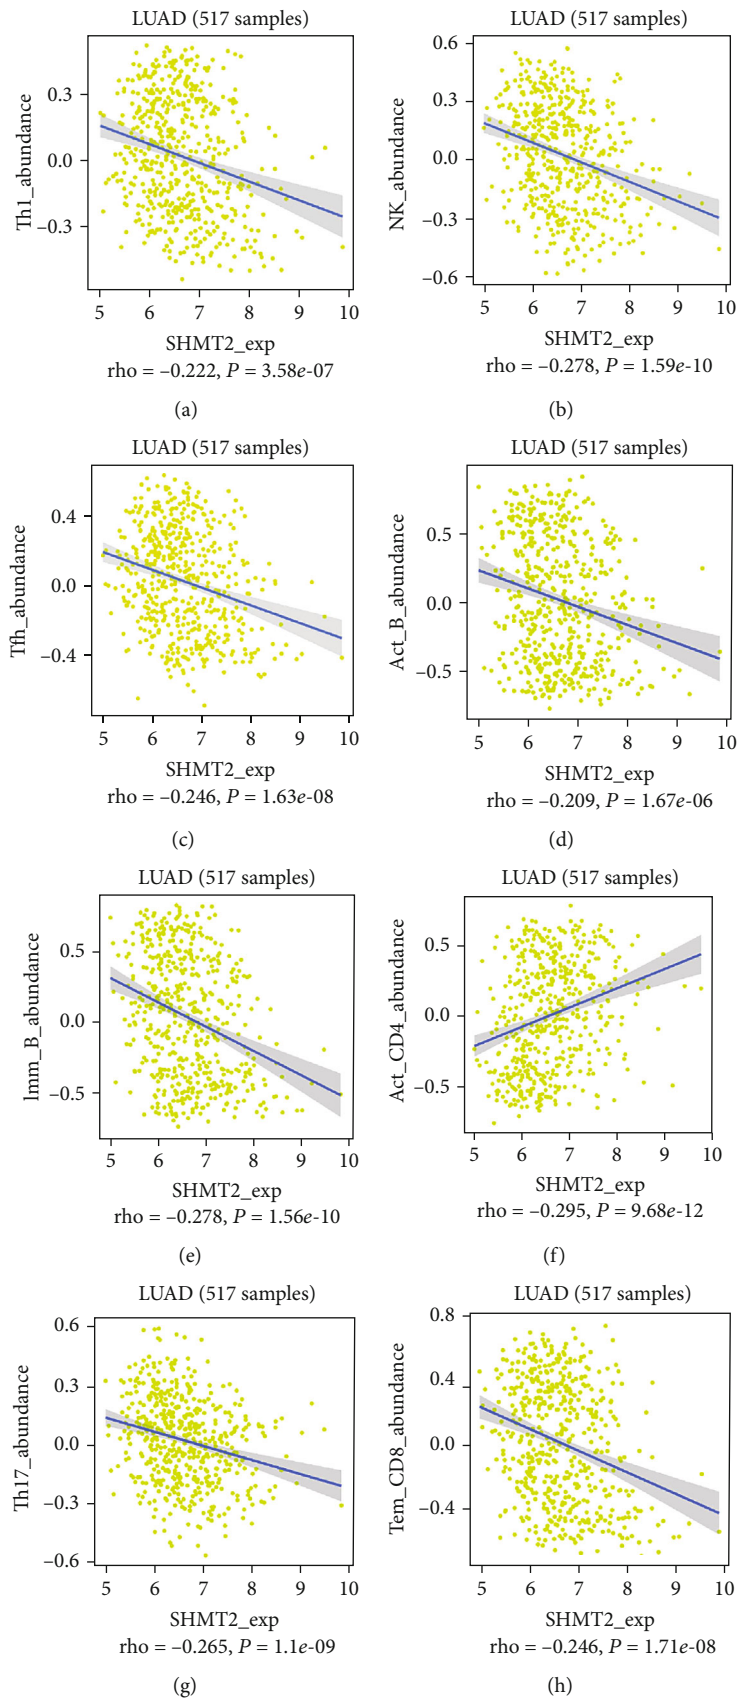 LUAD (517 samples)
Th1_abundance
0.3
0.0
–0.3
5 6 7 8 9 10
SHMT2_exp
rho = –0.222, P = 3.58e-07
(a)
LUAD (517 samples)
NK_abundance
0.6
0.3
0.0
–0.3
–0.6
5 6 7 8 9 10
SHMT2_exp
rho = –0.278, P = 1.59e-10
(b)
LUAD (517 samples)
Tfh_abundance
0.4
0.0
–0.4
5 6 7 8 9 10
SHMT2_exp
rho = –0.246, P = 1.63e-08
(c)
LUAD (517 samples)
Act_B_abundance
0.5
0.0
–0.5
5 6 7 8 9 10
SHMT2_exp
rho = –0.209, P = 1.67e-06
(d)
LUAD (517 samples)
Imm_B_abundance
0.5
0.0
–0.5
5 6 7 8 9 10
SHMT2_exp
rho = –0.278, P = 1.56e-10
(e)
LUAD (517 samples)
Act_CD4_abundance
0.5
0.0
–0.5
5 6 7 8 9 10
SHMT2_exp
rho = –0.295, P = 9.68e-12
(f)
LUAD (517 samples)
Th17_abundance
0.6
0.3
0.0
–0.3
–0.6
5 6 7 8 9 10
SHMT2_exp
rho = –0.265, P = 1.1e-09
(g)
LUAD (517 samples)
Tem_CD8_abundance
0.8
0.4
0.0
–0.4
5 6 7 8 9 10
SHMT2_exp
rho = –0.246, P = 1.71e-08
(h)